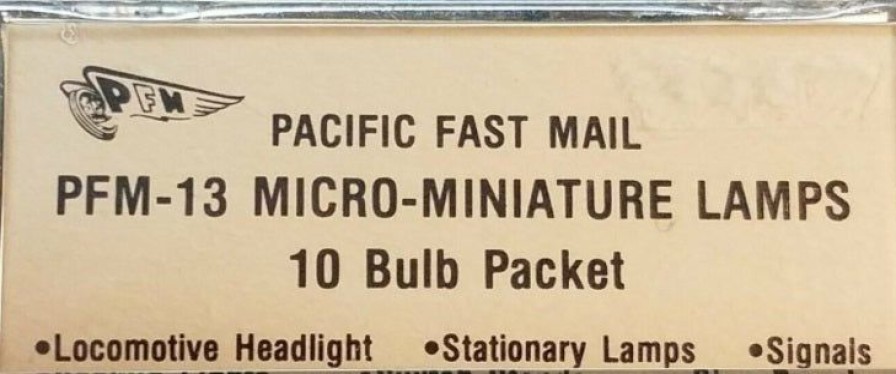 PFM
PACIFIC FAST MAIL
PFM-13 MICRO-MINIATURE LAMPS
10 Bulb Packet
•Locomotive Headlight •Stationary Lamps •Signals